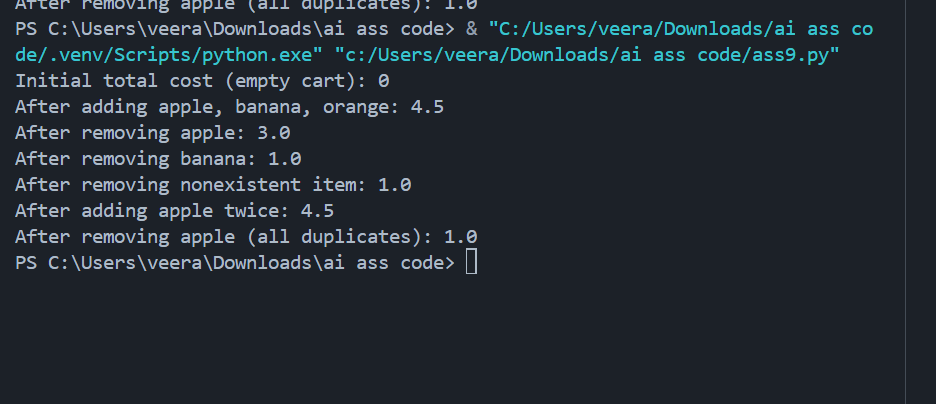 After removing apple (all duplicates): 1.0
PS C:\Users\veera\Downloads\ai ass code> & "C:/Users/veera/Downloads/ai ass co
de/.venv/Scripts/python.exe" "c:/Users/veera/Downloads/ai ass code/ass9.py"
Initial total cost (empty cart): 0
After adding apple, banana, orange: 4.5
After removing apple: 3.0
After removing banana: 1.0
After removing nonexistent item: 1.0
After adding apple twice: 4.5
After removing apple (all duplicates): 1.0
PS C:\Users\veera\Downloads\ai ass code>